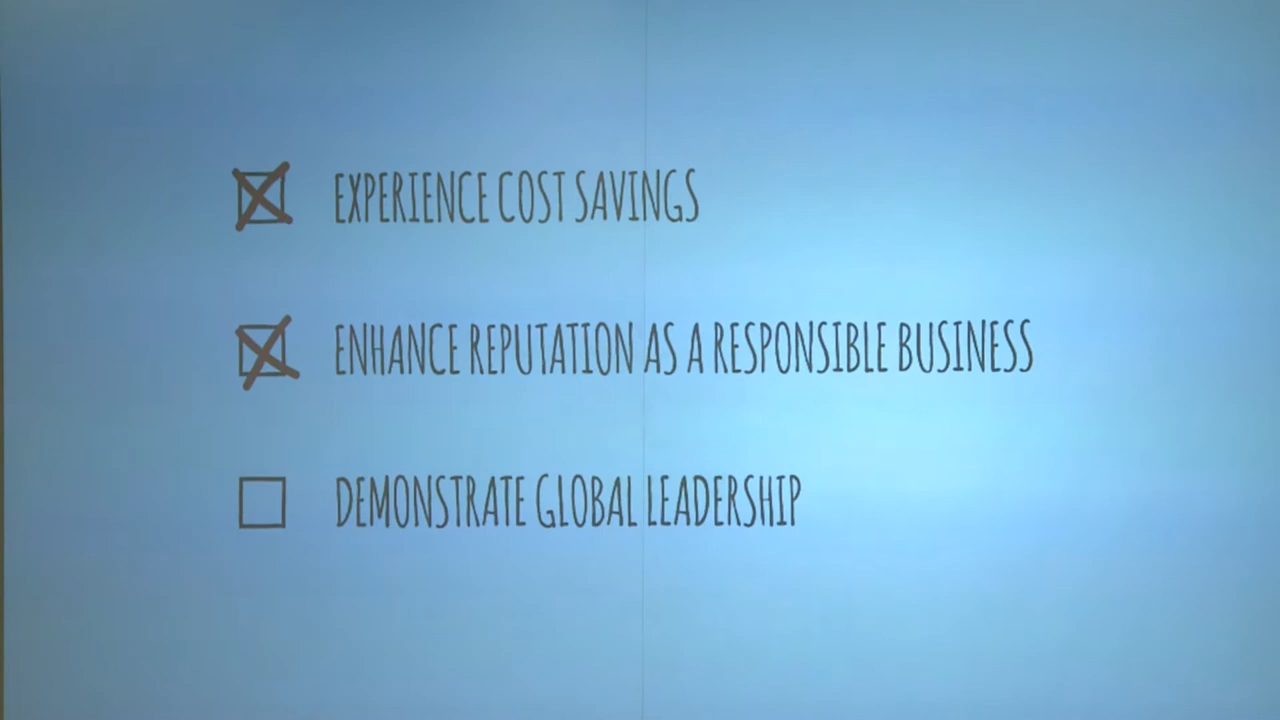 EXPERIENCE COST SAVINGS
ENHANCE REPUTATION AS A RESPONSIBLE BUSINESS
DEMONSTRATE GLOBAL LEADERSHIP